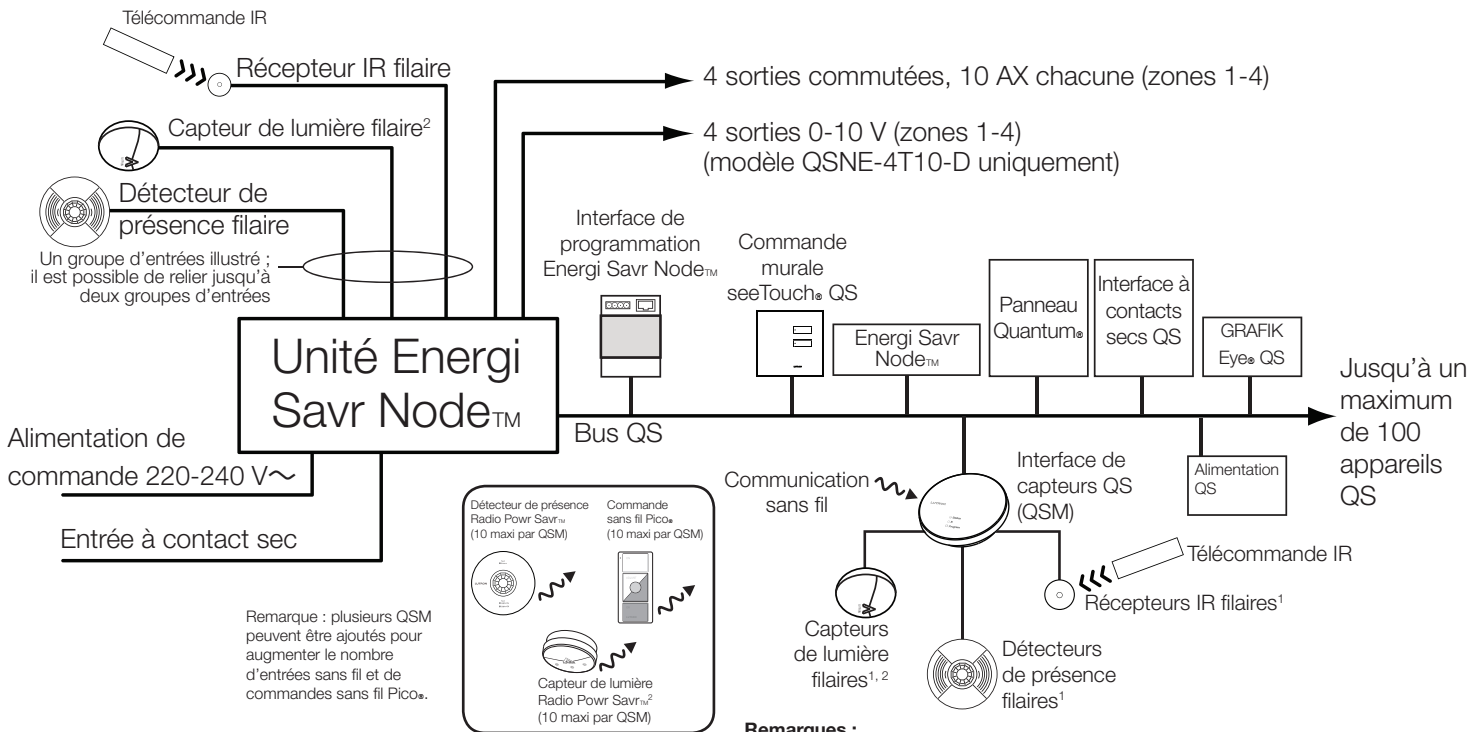 Télécommande IR
Récepteur IR filaire
Capteur de lumière filaire²
Détecteur de
présence filaire
Un groupe d'entrées illustré ;
il est possible de relier jusqu'à
deux groupes d'entrées
4 sorties commutées, 10 AX chacune (zones 1-4)
4 sorties 0-10 V (zones 1-4)
(modèle QSNE-4T10-D uniquement)
Unité Energi
Savr Node™
Alimentation de
commande 220-240 V～
Entrée à contact sec
Bus QS
Interface de
programmation
Energi Savr Node™
Commande
murale
seeTouch® QS
Energi Savr
Node™
Panneau
Quantum®
Interface à
contacts
secs QS
GRAFIK
Eye® QS
Jusqu'à un
maximum
de 100
appareils
QS
Alimentation
QS
Communication
sans fil
Interface de
capteurs QS
(QSM)
Télécommande IR
Récepteurs IR filaires¹
Capteurs
de lumière
filaires¹, ²
Détecteurs
de présence
filaires¹
Détecteur de présence
Radio Powr Savr™
(10 maxi par QSM)
Commande
sans fil Pico®
(10 maxi par QSM)
Capteur de lumière
Radio Powr Savr™²
(10 maxi par QSM)
Remarque : plusieurs QSM
peuvent être ajoutés pour
augmenter le nombre
d'entrées sans fil et de
commandes sans fil Pico®.
Remarques :